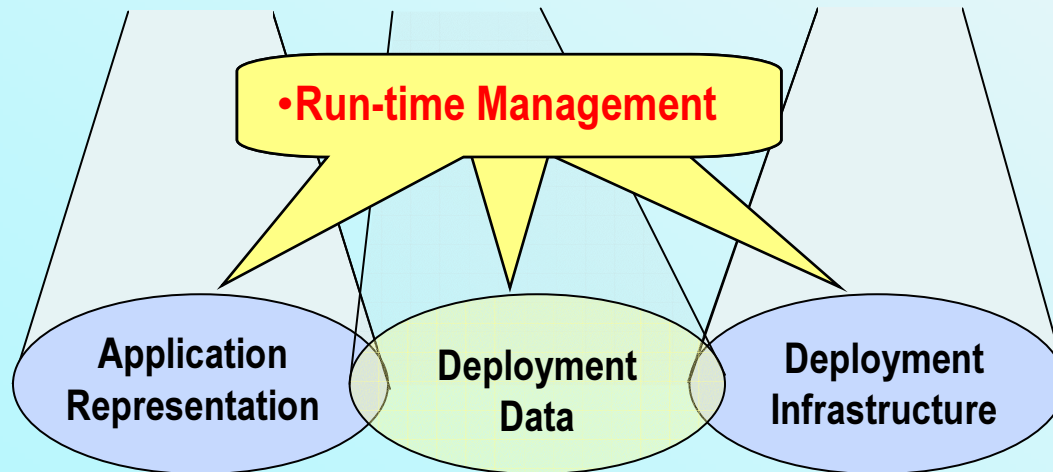 •Run-time Management
Application
Representation
Deployment
Data
Deployment
Infrastructure